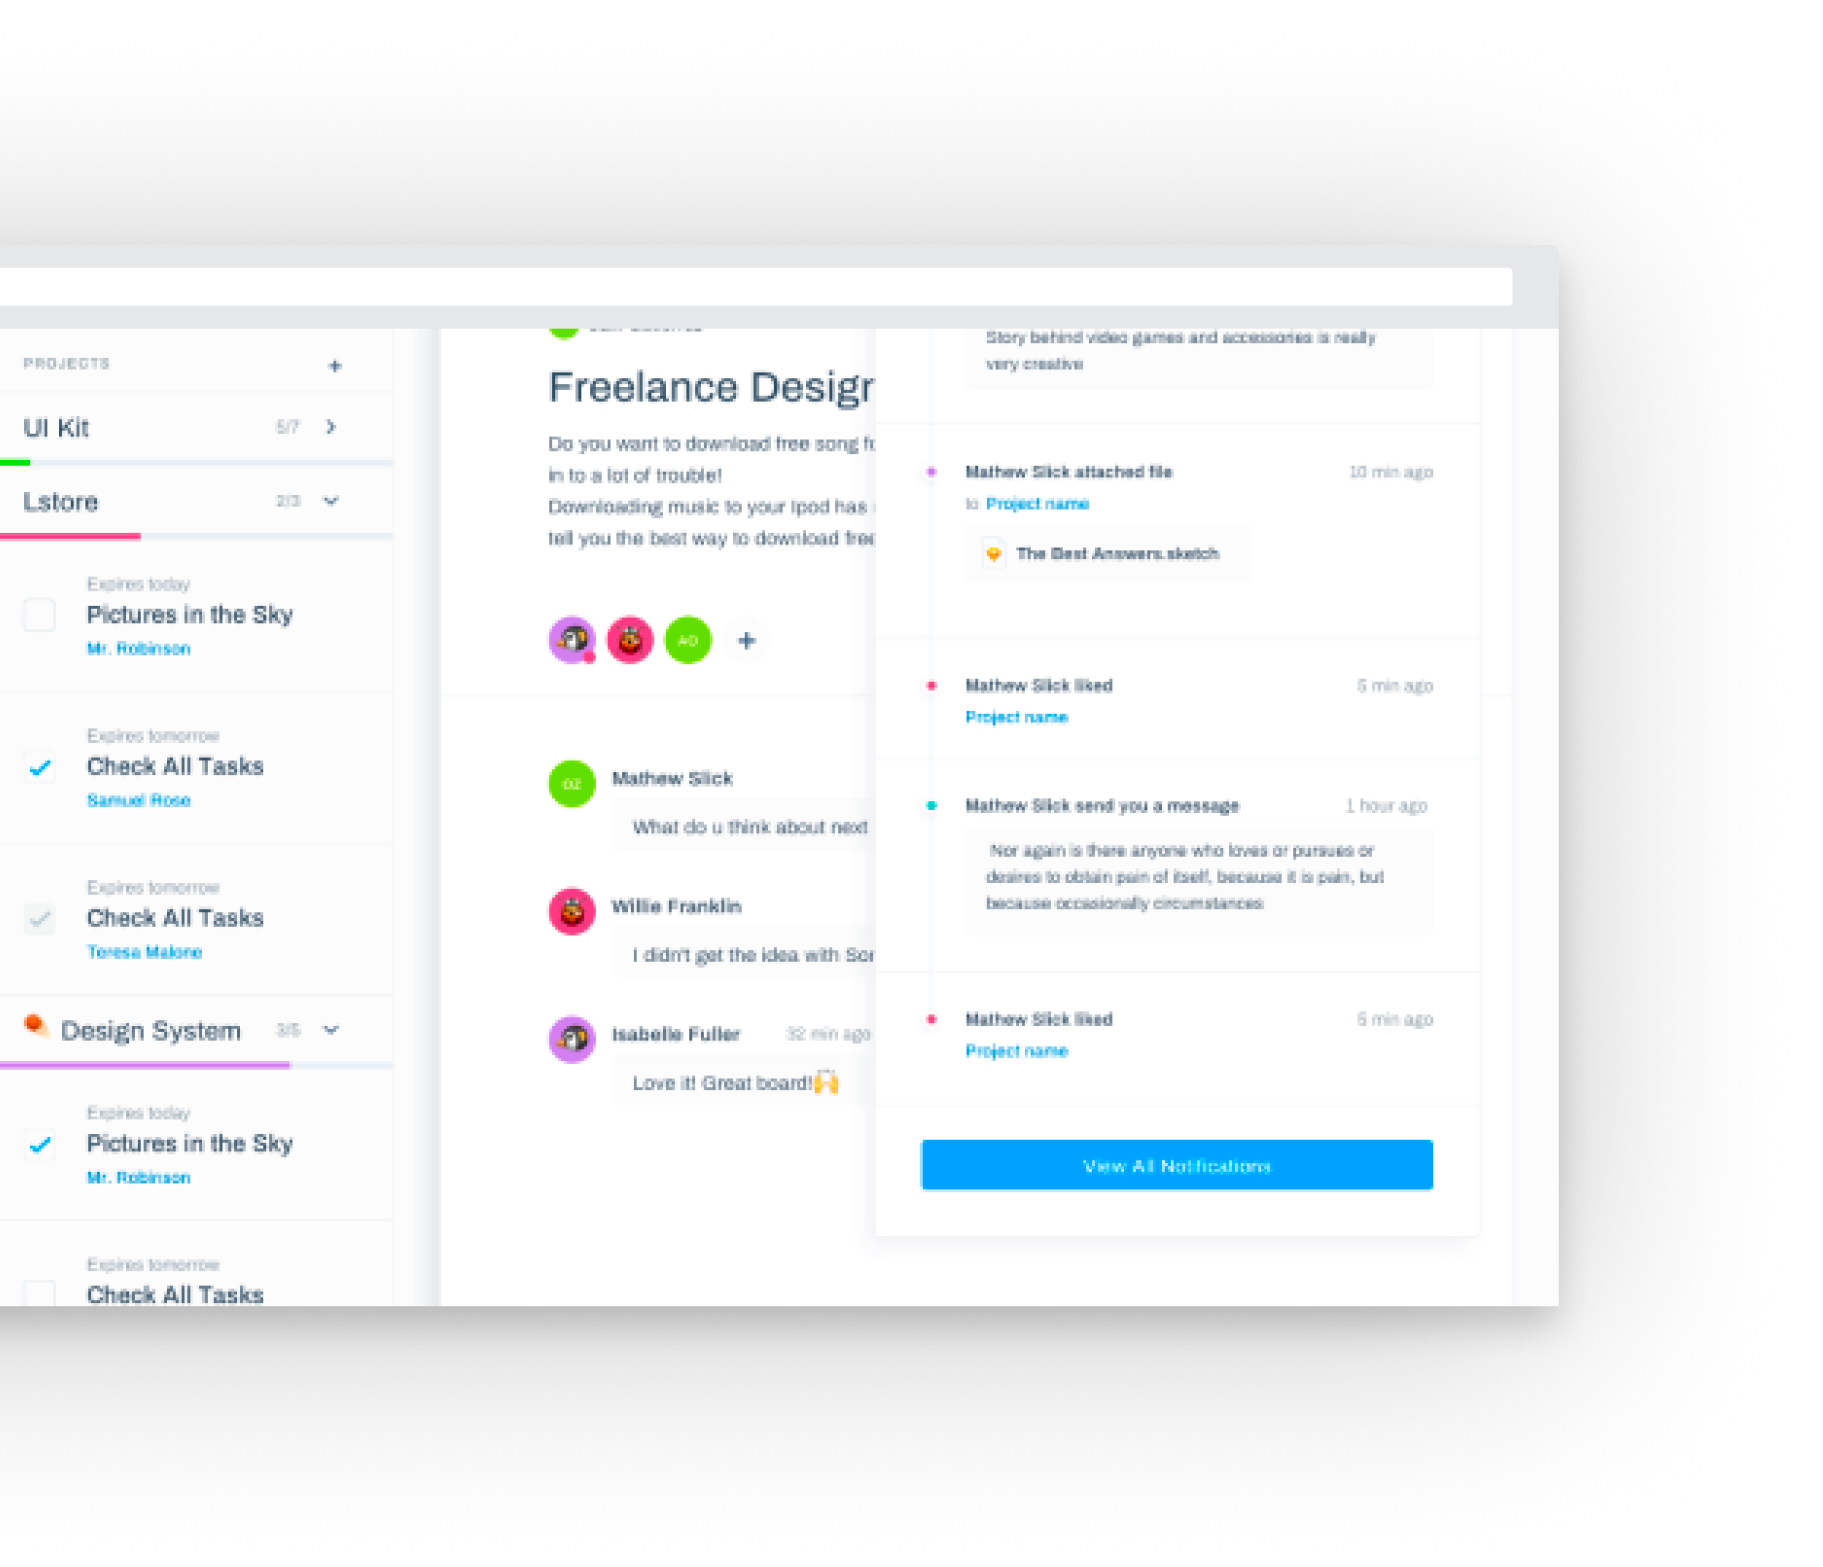 PROJECTS
UI Kit
5/7
Lstore
2/3
Expires today
Pictures in the Sky
Mr. Robinson
Expires tomorrow
Check All Tasks
Samuel Rose
Expires tomorrow
Check All Tasks
Teresa Malone
Design System
3/5
Expires today
Pictures in the Sky
Mr. Robinson
Expires tomorrow
Check All Tasks
Freelance Design
Do you want to download free song
in to a lot of trouble!
Downloading music to your Ipod has
tell you the best way to download free
AO
OZ
Mathew Slick
What do u think about next
Willie Franklin
I didn't get the idea with
Isabelle Fuller
32 min ago
Love it! Great board!🙌
Story behind video games and accessories is really
very creative
Mathew Slick attached file
10 min ago
to Project name
The Best Answers.sketch
Mathew Slick liked
5 min ago
Project name
Mathew Slick send you a message
1 hour ago
Nor again is there anyone who loves or pursues or
desires to obtain pain of itself, because it is pain, but
because occasionally circumstances
Mathew Slick liked
5 min ago
Project name
View All Notifications